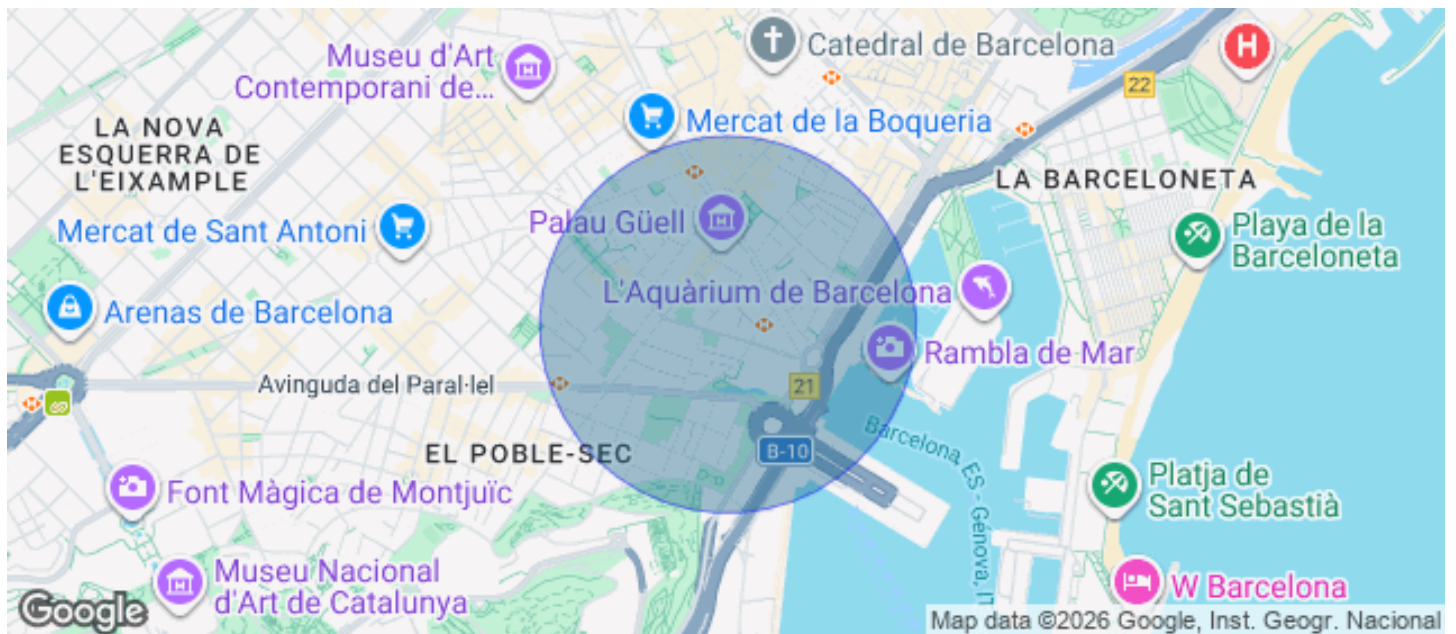 Museu d'Art
Contemporani de...
Catedral de Barcelona
H
22
LA NOVA
ESQUERRA DE
L'EIXAMPLE
Mercat de la Boqueria
LA BARCELONETA
Mercat de Sant Antoni
Palau Güell
Playa de la
Barceloneta
L'Aquàrium de Barcelona
Arenas de Barcelona
Rambla de Mar
Avinguda del Paral·lel
21
EL POBLE-SEC
B-10
Barcelona, ES - Génova, IT
Font Màgica de Montjuïc
Platja de
Sant Sebastià
Museu Nacional
d'Art de Catalunya
W Barcelona
Google
Map data ©2026 Google, Inst. Geogr. Nacional